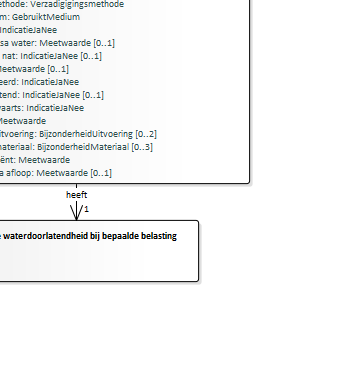 ethode: Verzadigigingsmethode
m: GebruiktMedium
IndicatieJaNee
sa water: Meetwaarde [0..1]
nat: IndicatieJaNee [0..1]
Meetwaarde [0..1]
eerd: IndicatieJaNee
tend: IndicatieJaNee [0..1]
vaarts: IndicatieJaNee
Meetwaarde
itvoering: BijzonderheidUitvoering [0..2]
materiaal: BijzonderheidMateriaal [0..3]
iënt: Meetwaarde
a afloop: Meetwaarde [0..1]
heeft
1
waterdoorlatendheid bij bepaalde belasting